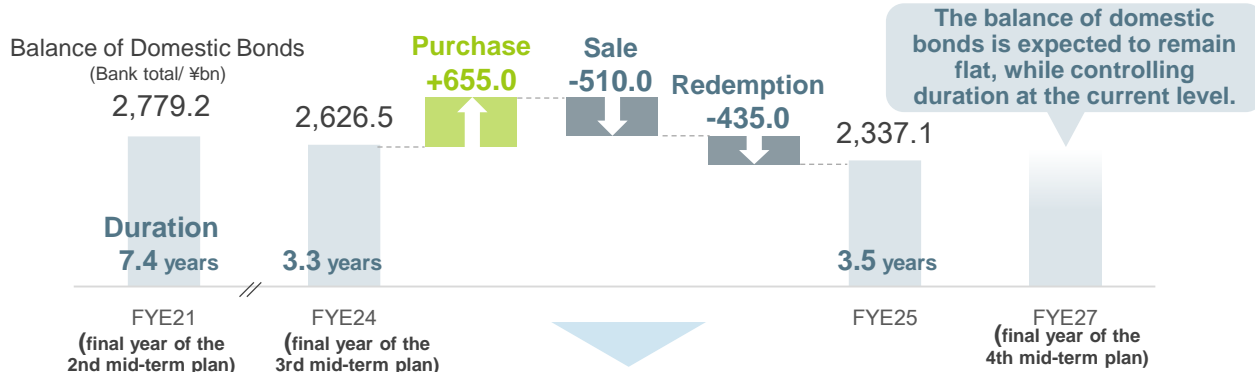 Balance of Domestic Bonds
(Bank total/ ¥bn)
2,779.2
2,626.5
Purchase
+655.0
Sale
-510.0
Redemption
-435.0
2,337.1
The balance of domestic
bonds is expected to remain
flat, while controlling
duration at the current level.
Duration
7.4 years
3.3 years
3.5 years
FYE21
(final year of the
2nd mid-term plan)
FYE24
(final year of the
3rd mid-term plan)
FYE25
FYE27
(final year of the
4th mid-term plan)